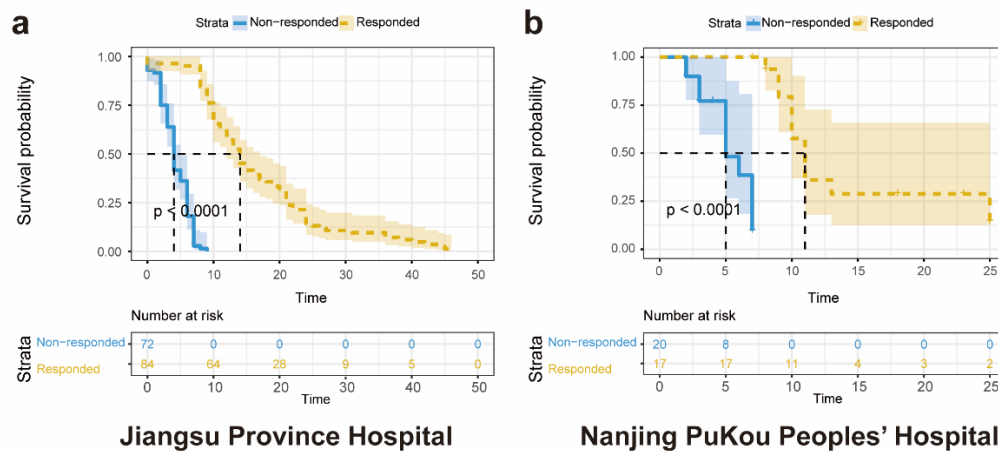 a
Strata Non-responded Responded
Survival probability
1.00
0.75
0.50
0.25
0.00
p < 0.0001
0 10 20 30 40 50
Time
Number at risk
Strata
Non-responded 72 0 0 0 0 0
Responded 84 64 28 9 5 0
0 10 20 30 40 50
Time
Jiangsu Province Hospital
b
Strata Non-responded Responded
Survival probability
1.00
0.75
0.50
0.25
0.00
p < 0.0001
0 5 10 15 20 25
Time
Number at risk
Strata
Non-responded 20 8 0 0 0 0
Responded 17 17 11 4 3 2
0 5 10 15 20 25
Time
Nanjing PuKou Peoples' Hospital